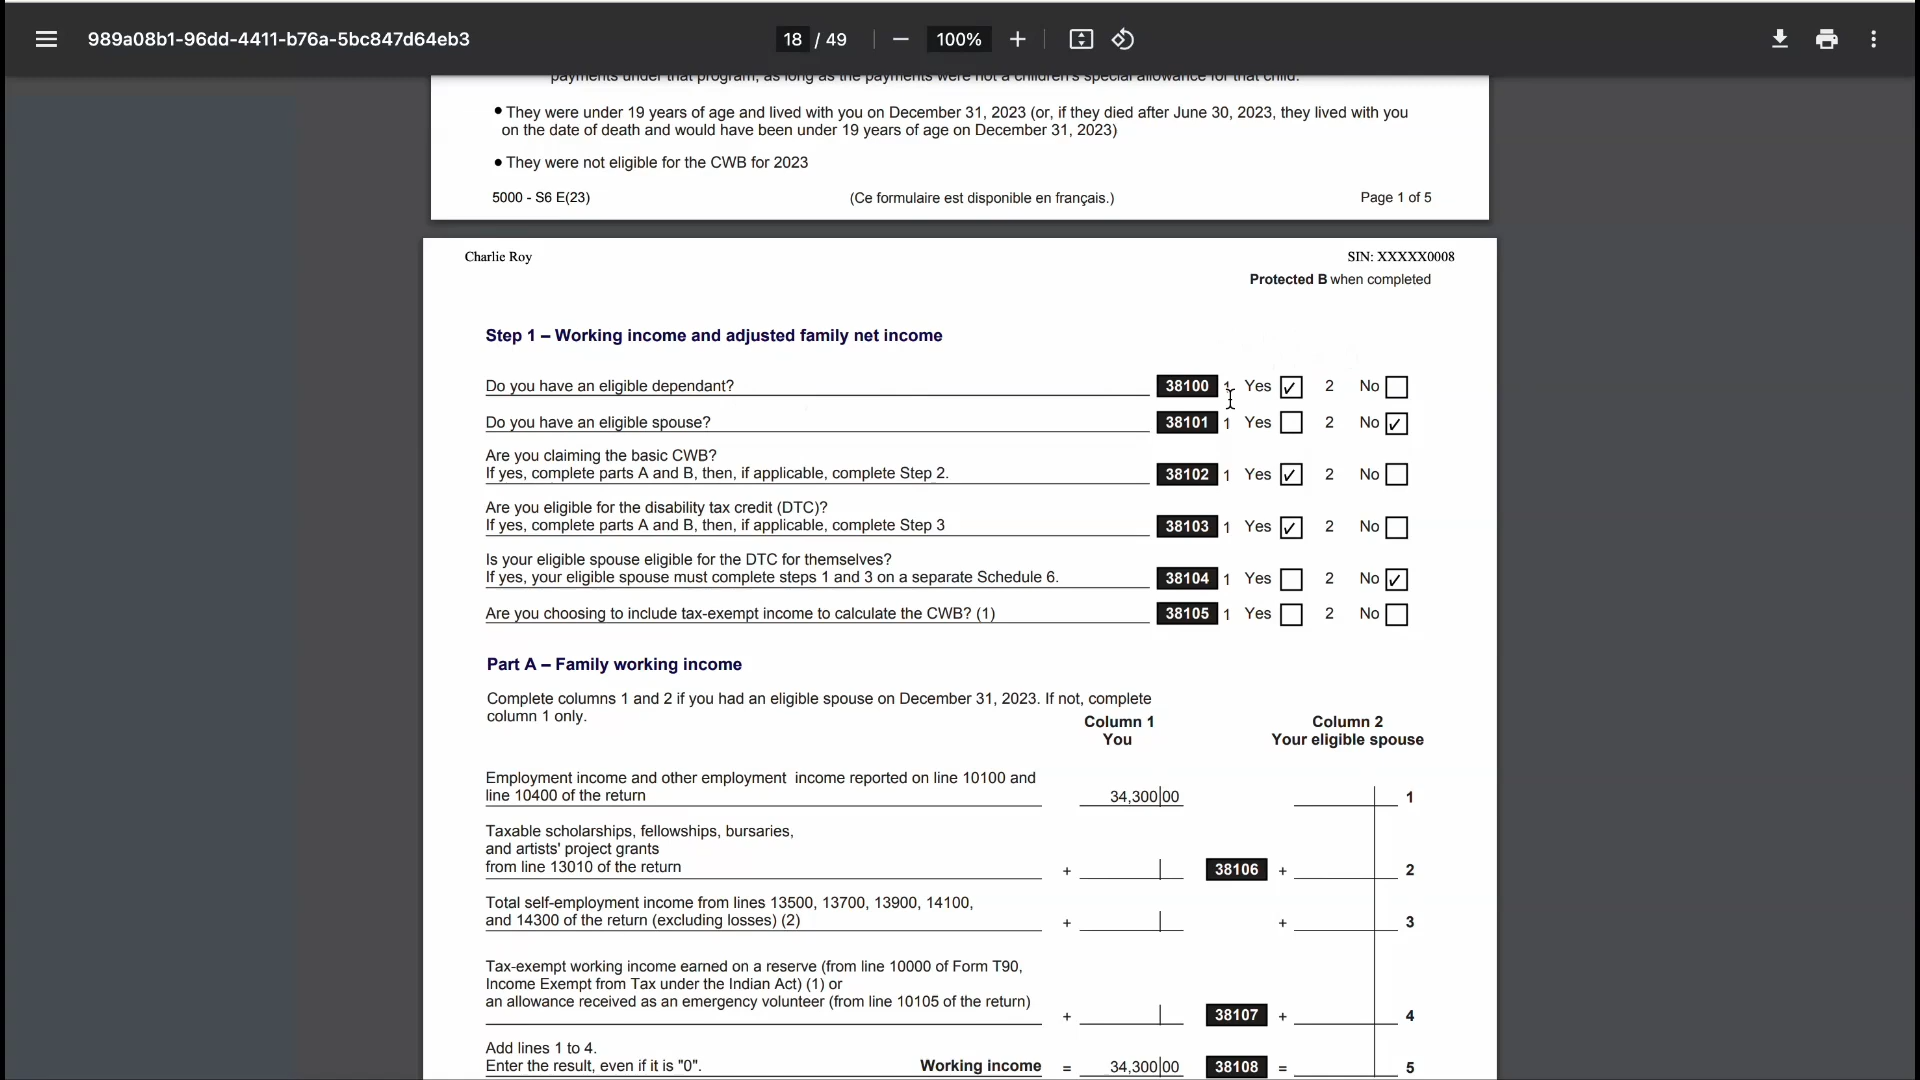 989a08b1-96dd-4411-b76a-5bc847d64eb3 18 / 49 100%
payments under that program, as long as the payments were not a children's special allowance for that child.
• They were under 19 years of age and lived with you on December 31, 2023 (or, if they died after June 30, 2023, they lived with you
on the date of death and would have been under 19 years of age on December 31, 2023)
• They were not eligible for the CWB for 2023
5000 - S6 E(23) (Ce formulaire est disponible en français.) Page 1 of 5
Charlie Roy SIN: XXXXX0008
Protected B when completed
Step 1 – Working income and adjusted family net income
Do you have an eligible dependant? 38100 1 Yes ✓ 2 No
Do you have an eligible spouse? 38101 1 Yes 2 No ✓
Are you claiming the basic CWB?
If yes, complete parts A and B, then, if applicable, complete Step 2. 38102 1 Yes ✓ 2 No
Are you eligible for the disability tax credit (DTC)?
If yes, complete parts A and B, then, if applicable, complete Step 3 38103 1 Yes ✓ 2 No
Is your eligible spouse eligible for the DTC for themselves?
If yes, your eligible spouse must complete steps 1 and 3 on a separate Schedule 6. 38104 1 Yes 2 No ✓
Are you choosing to include tax-exempt income to calculate the CWB? (1) 38105 1 Yes 2 No
Part A – Family working income
Complete columns 1 and 2 if you had an eligible spouse on December 31, 2023. If not, complete
column 1 only.
Column 1 Column 2
You Your eligible spouse
Employment income and other employment income reported on line 10100 and
line 10400 of the return 34,300|00 1
Taxable scholarships, fellowships, bursaries,
and artists' project grants
from line 13010 of the return + 38106 + 2
Total self-employment income from lines 13500, 13700, 13900, 14100,
and 14300 of the return (excluding losses) (2) + + 3
Tax-exempt working income earned on a reserve (from line 10000 of Form T90,
Income Exempt from Tax under the Indian Act) (1) or
an allowance received as an emergency volunteer (from line 10105 of the return)
+ 38107 + 4
Add lines 1 to 4.
Enter the result, even if it is "0". Working income = 34,300|00 38108 = 5